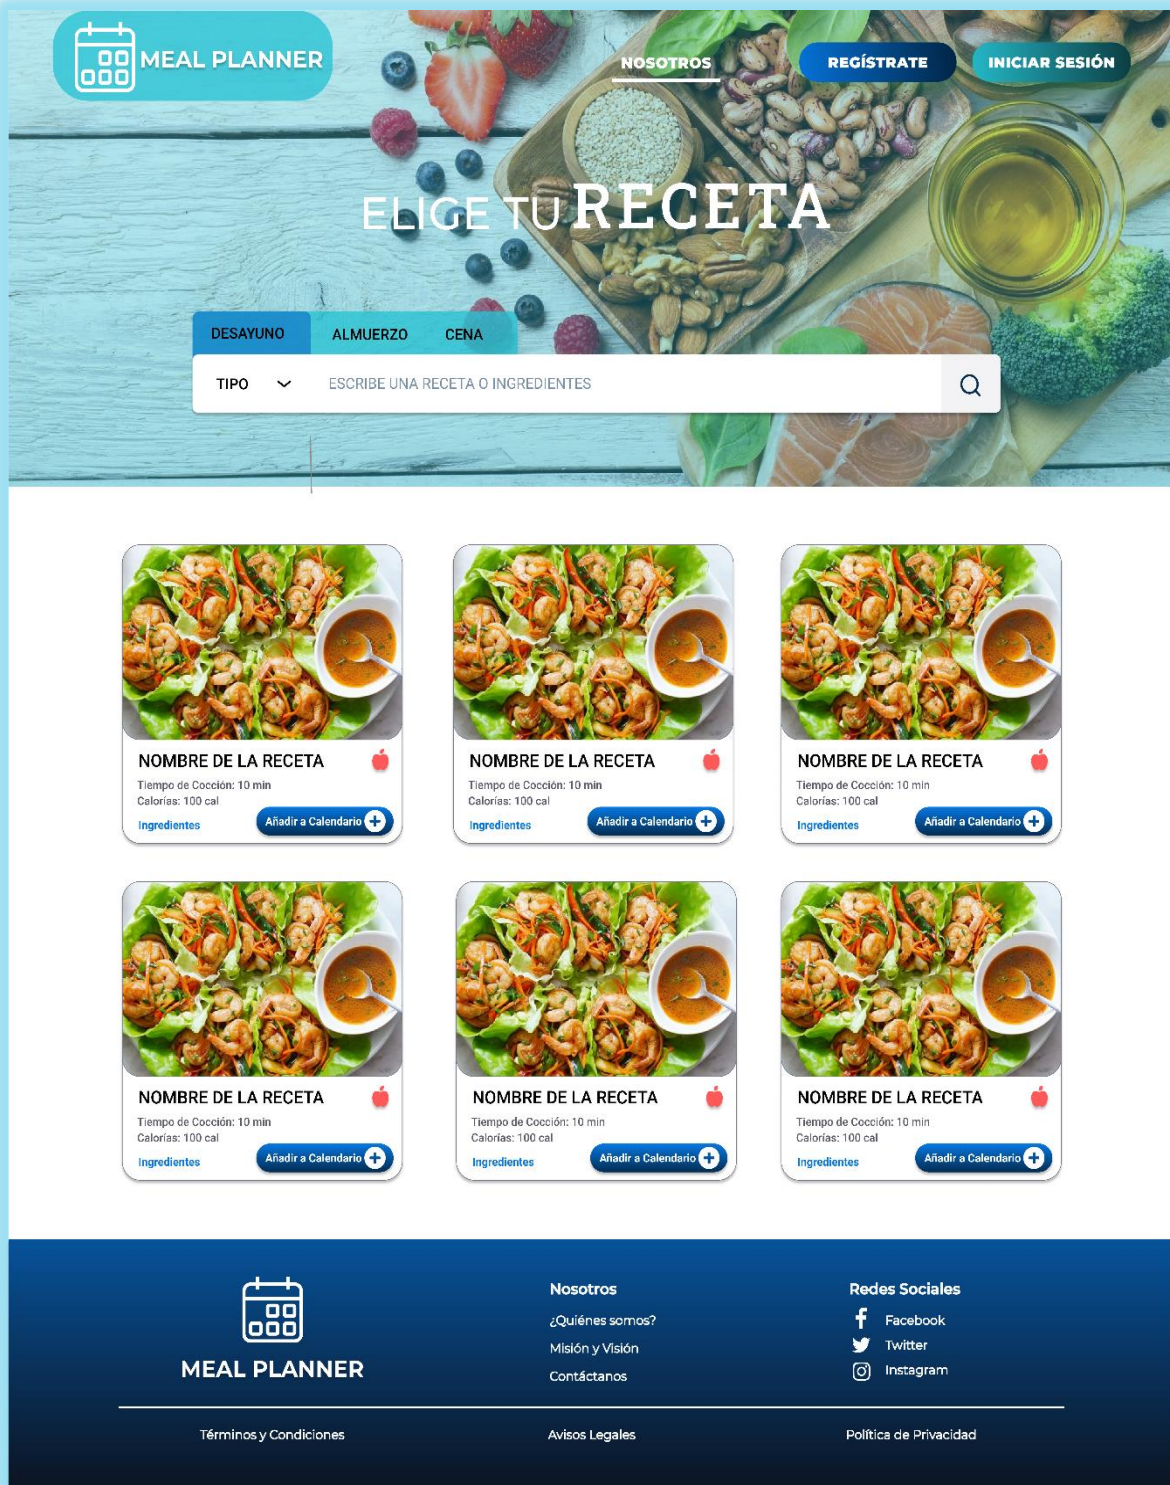 MEAL PLANNER
NOSOTROS
REGÍSTRATE
INICIAR SESIÓN
ELIGE TU RECETA
DESAYUNO
ALMUERZO
CENA
TIPO
ESCRIBE UNA RECETA O INGREDIENTES
NOMBRE DE LA RECETA
Tiempo de Cocción: 10 min
Calorías: 100 cal
Ingredientes
Añadir a Calendario
NOMBRE DE LA RECETA
Tiempo de Cocción: 10 min
Calorías: 100 cal
Ingredientes
Añadir a Calendario
NOMBRE DE LA RECETA
Tiempo de Cocción: 10 min
Calorías: 100 cal
Ingredientes
Añadir a Calendario
NOMBRE DE LA RECETA
Tiempo de Cocción: 10 min
Calorías: 100 cal
Ingredientes
Añadir a Calendario
NOMBRE DE LA RECETA
Tiempo de Cocción: 10 min
Calorías: 100 cal
Ingredientes
Añadir a Calendario
NOMBRE DE LA RECETA
Tiempo de Cocción: 10 min
Calorías: 100 cal
Ingredientes
Añadir a Calendario
MEAL PLANNER
Nosotros
¿Quiénes somos?
Misión y Visión
Contáctanos
Redes Sociales
Facebook
Twitter
Instagram
Términos y Condiciones
Avisos Legales
Política de Privacidad